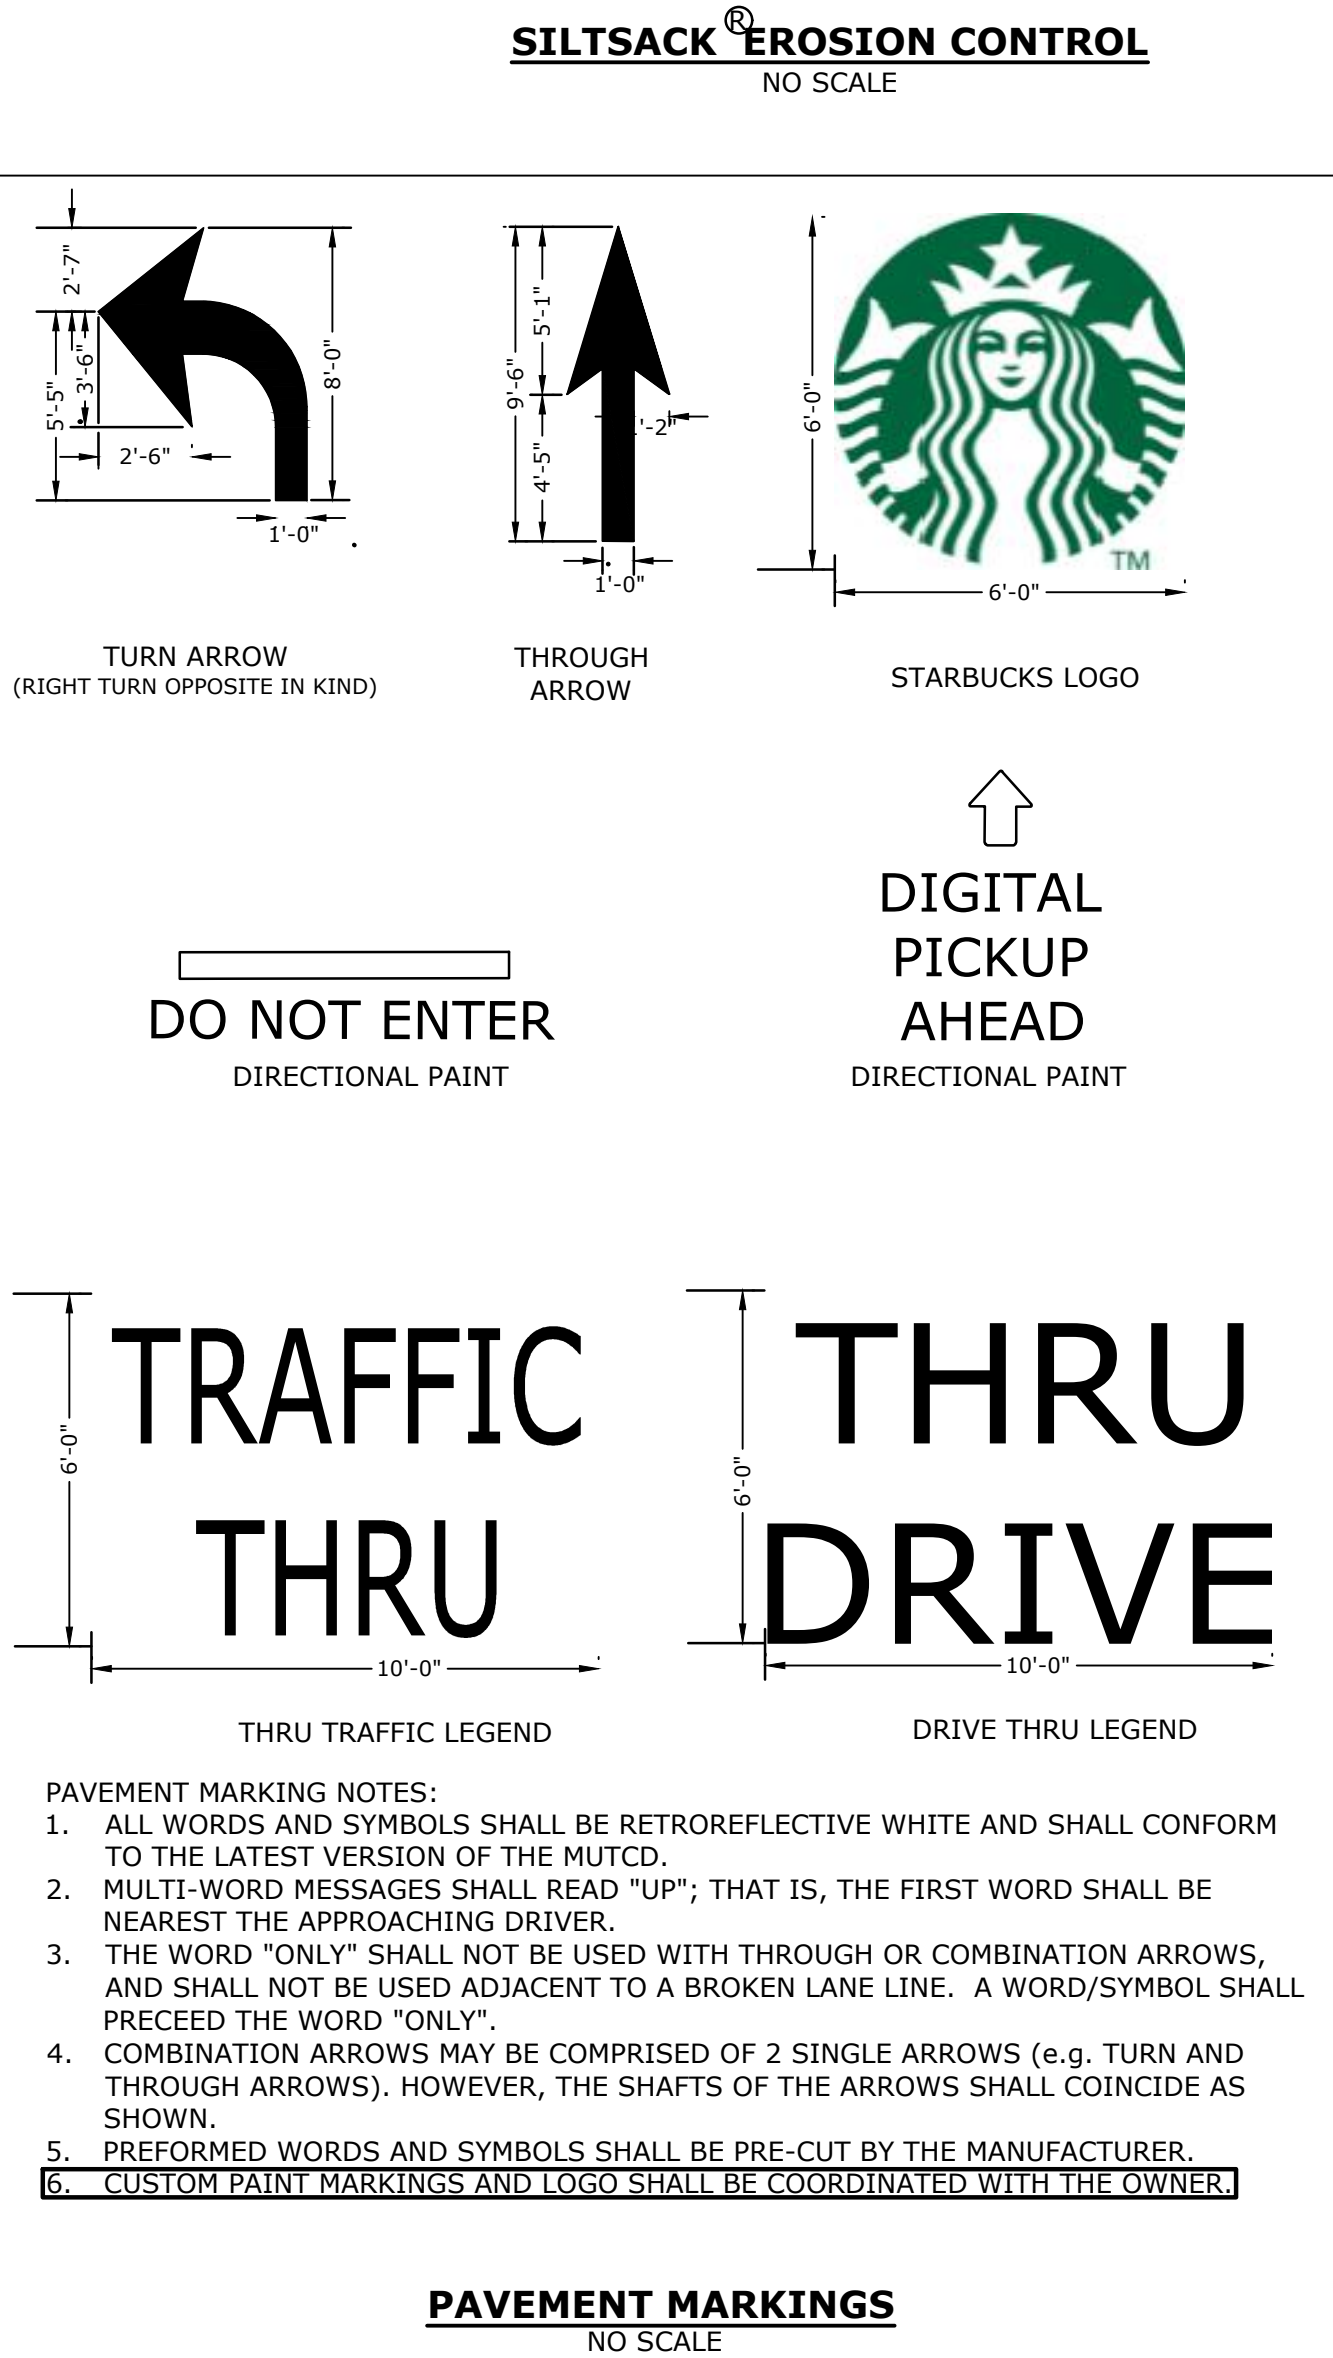 SILTSACK ® EROSION CONTROL
NO SCALE
2'-7"
5'-5"
3'-6"
2'-6"
8'-0"
1'-0"
9'-6"
5'-1"
4'-5"
1'-0"
6'-0"
6'-0"
TM
TURN ARROW
(RIGHT TURN OPPOSITE IN KIND)
THROUGH
ARROW
STARBUCKS LOGO
DO NOT ENTER
DIRECTIONAL PAINT
DIGITAL
PICKUP
AHEAD
DIRECTIONAL PAINT
6'-0"
TRAFFIC
THRU
10'-0"
THRU TRAFFIC LEGEND
6'-0"
THRU
DRIVE
10'-0"
DRIVE THRU LEGEND
PAVEMENT MARKING NOTES:
1. ALL WORDS AND SYMBOLS SHALL BE RETROREFLECTIVE WHITE AND SHALL CONFORM
TO THE LATEST VERSION OF THE MUTCD.
2. MULTI-WORD MESSAGES SHALL READ "UP"; THAT IS, THE FIRST WORD SHALL BE
NEAREST THE APPROACHING DRIVER.
3. THE WORD "ONLY" SHALL NOT BE USED WITH THROUGH OR COMBINATION ARROWS,
AND SHALL NOT BE USED ADJACENT TO A BROKEN LANE LINE. A WORD/SYMBOL SHALL
PRECEED THE WORD "ONLY".
4. COMBINATION ARROWS MAY BE COMPRISED OF 2 SINGLE ARROWS (e.g. TURN AND
THROUGH ARROWS). HOWEVER, THE SHAFTS OF THE ARROWS SHALL COINCIDE AS
SHOWN.
5. PREFORMED WORDS AND SYMBOLS SHALL BE PRE-CUT BY THE MANUFACTURER.
6. CUSTOM PAINT MARKINGS AND LOGO SHALL BE COORDINATED WITH THE OWNER.
PAVEMENT MARKINGS
NO SCALE